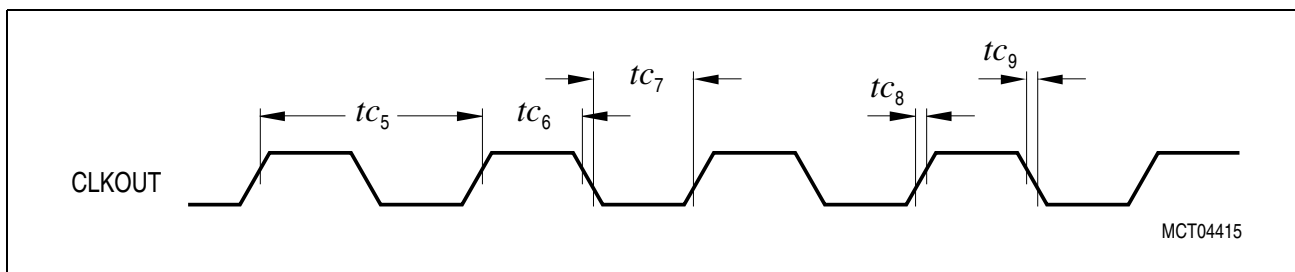 tc₉
tc₇
tc₈
tc₅
tc₆
CLKOUT
MCT04415